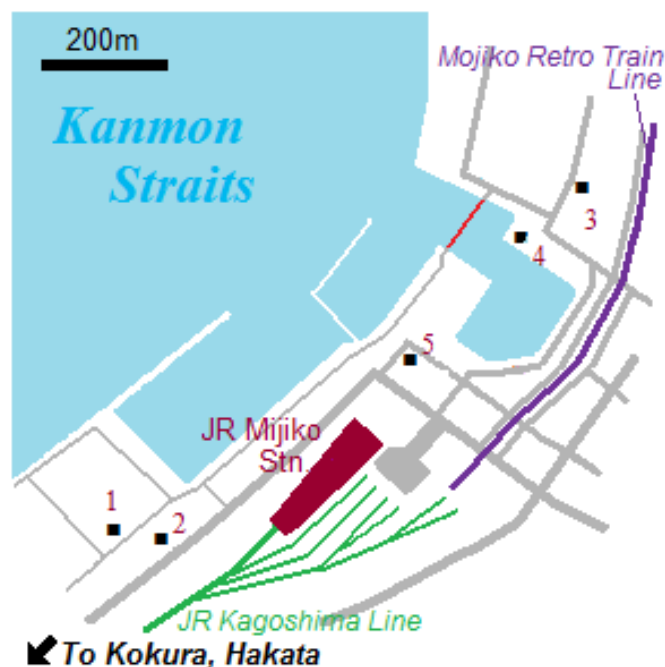 200m
Mojiko Retro Train
Line
Kanmon
Straits
3
4
5
JR Mijiko
Stn.
1
2
JR Kagoshima Line
To Kokura, Hakata